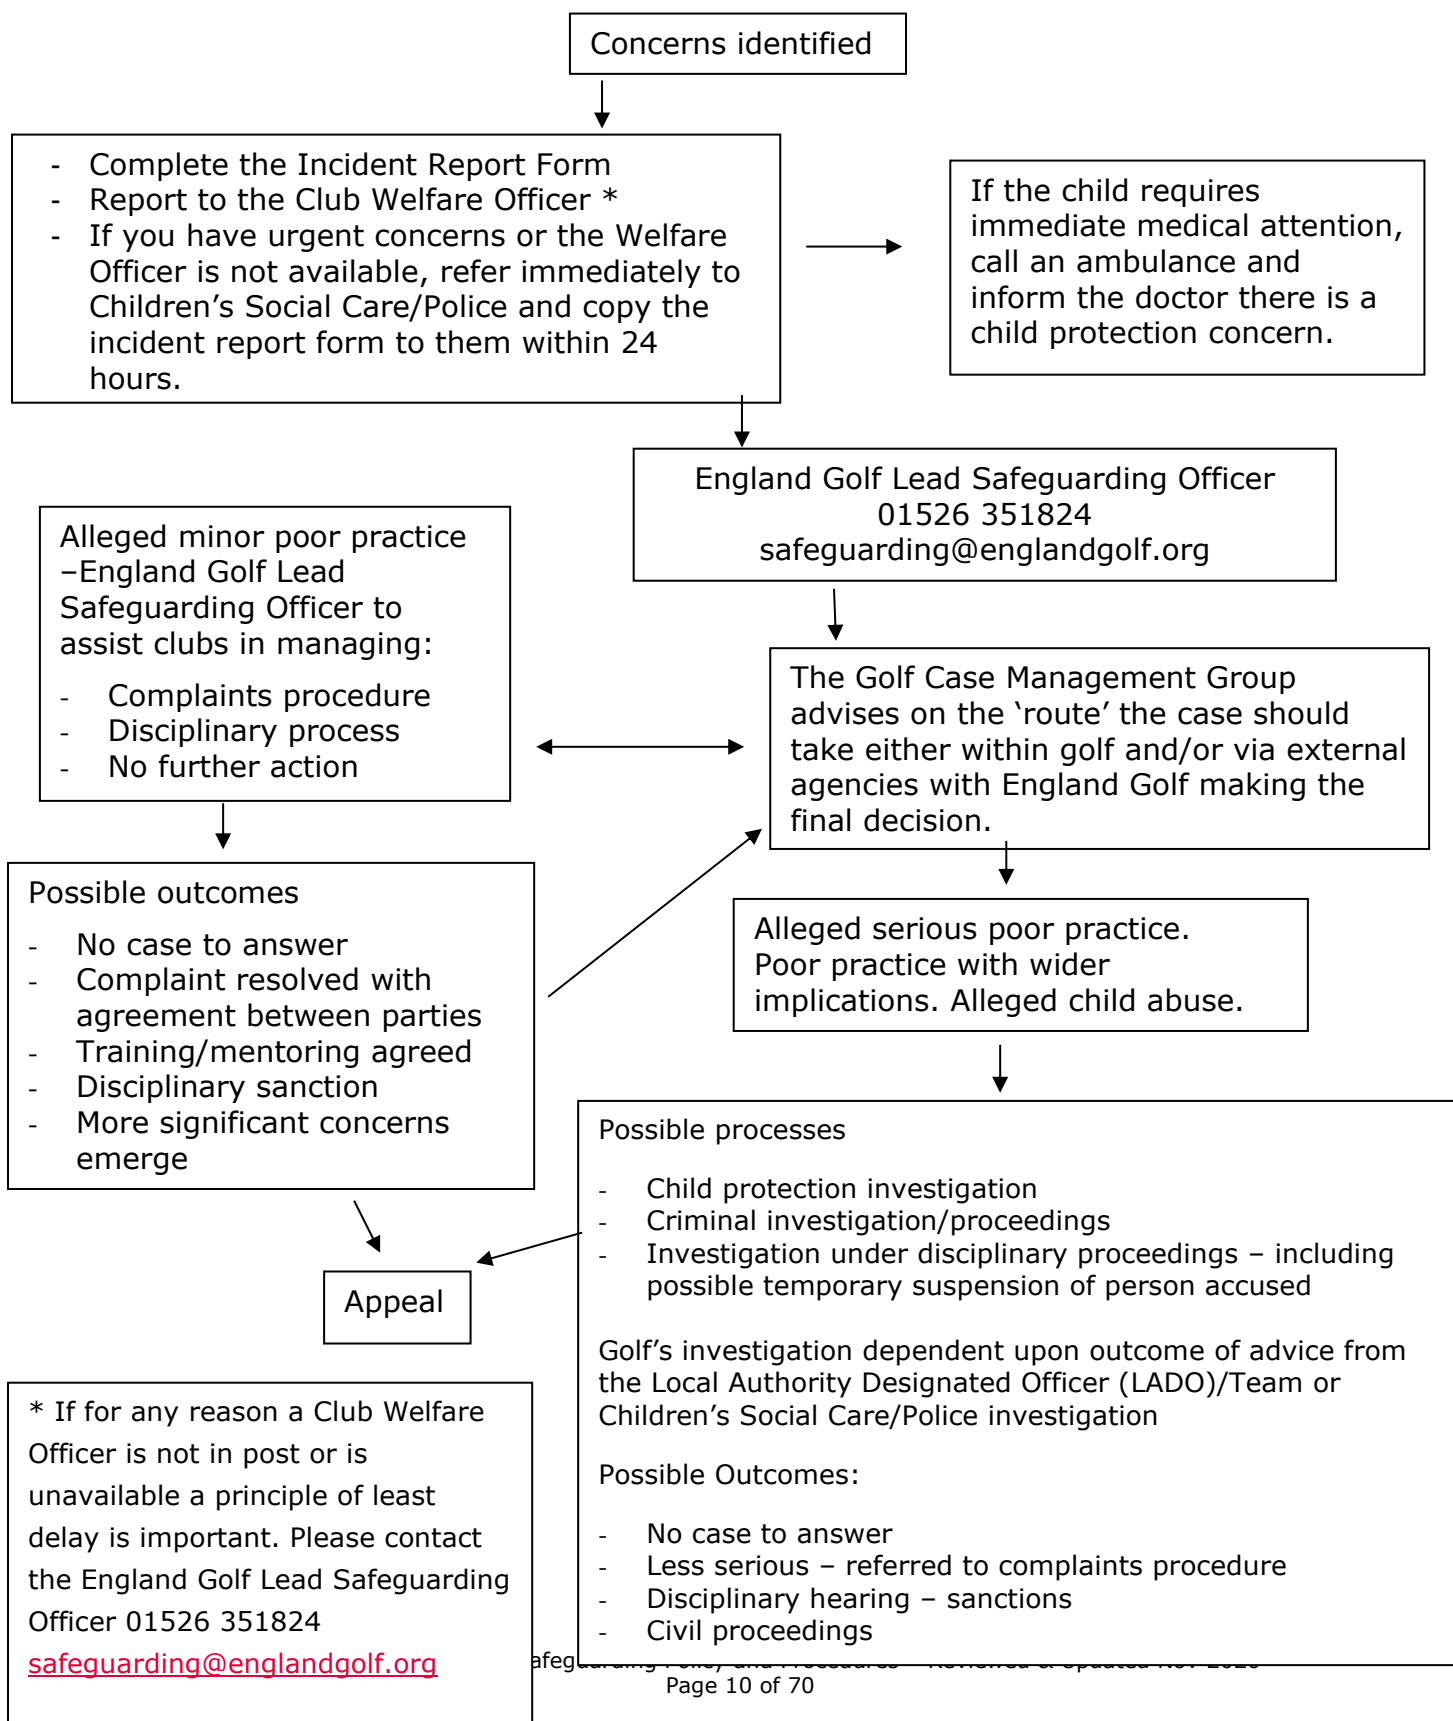 Concerns identified
- Complete the Incident Report Form
- Report to the Club Welfare Officer *
- If you have urgent concerns or the Welfare
Officer is not available, refer immediately to
Children’s Social Care/Police and copy the
incident report form to them within 24
hours.
If the child requires
immediate medical attention,
call an ambulance and
inform the doctor there is a
child protection concern.
England Golf Lead Safeguarding Officer
01526 351824
safeguarding@englandgolf.org
Alleged minor poor practice
–England Golf Lead
Safeguarding Officer to
assist clubs in managing:
- Complaints procedure
- Disciplinary process
- No further action
The Golf Case Management Group
advises on the ‘route’ the case should
take either within golf and/or via external
agencies with England Golf making the
final decision.
Possible outcomes
- No case to answer
- Complaint resolved with
agreement between parties
- Training/mentoring agreed
- Disciplinary sanction
- More significant concerns
emerge
Alleged serious poor practice.
Poor practice with wider
implications. Alleged child abuse.
Possible processes
- Child protection investigation
- Criminal investigation/proceedings
- Investigation under disciplinary proceedings – including
possible temporary suspension of person accused
Golf’s investigation dependent upon outcome of advice from
the Local Authority Designated Officer (LADO)/Team or
Children’s Social Care/Police investigation
Possible Outcomes:
- No case to answer
- Less serious – referred to complaints procedure
- Disciplinary hearing – sanctions
- Civil proceedings
Appeal
* If for any reason a Club Welfare
Officer is not in post or is
unavailable a principle of least
delay is important. Please contact
the England Golf Lead Safeguarding
Officer 01526 351824
safeguarding@englandgolf.org
Page 10 of 70